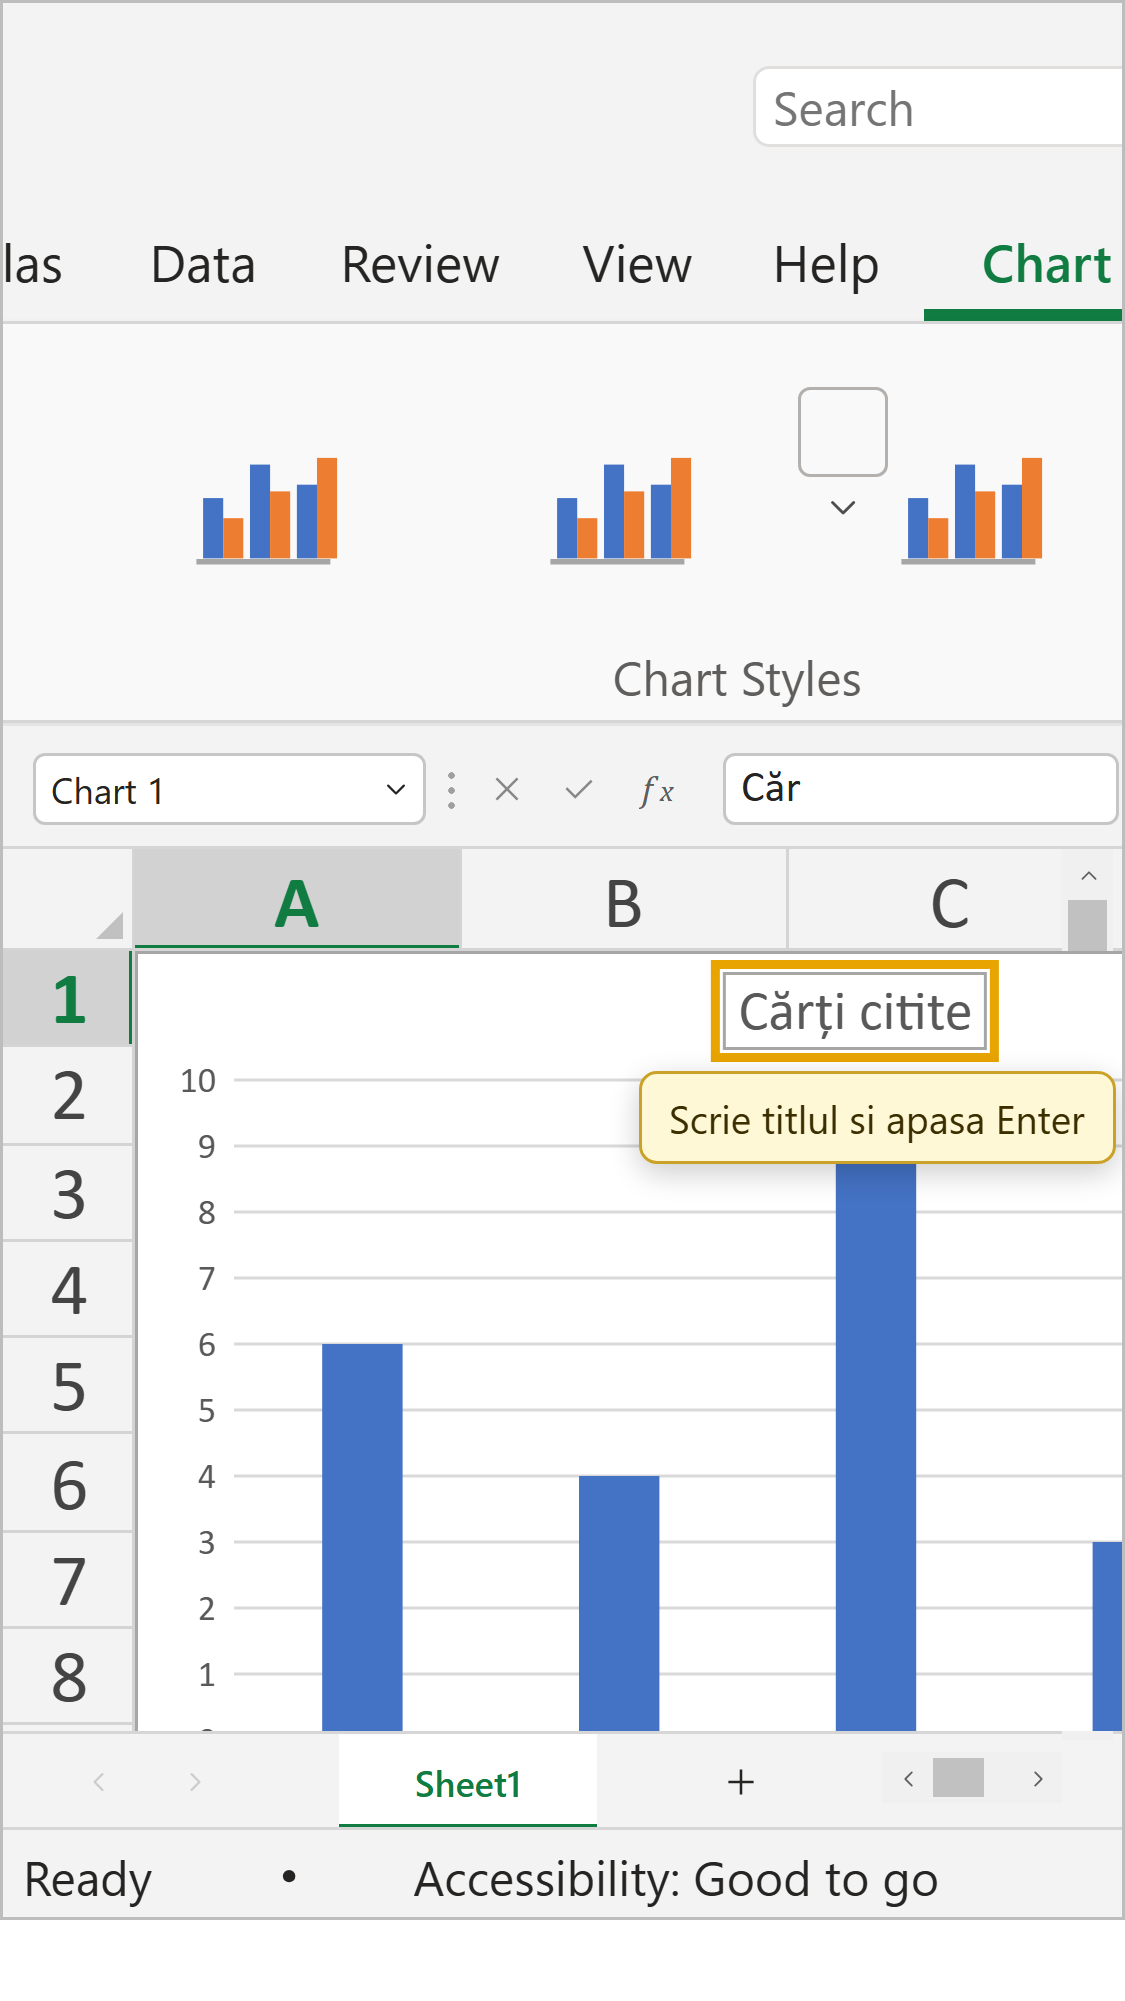 Search
las Data Review View Help Chart
Chart Styles
Chart 1 fx Căr
A B C
1
2
3
4
5
6
7
8
Cărți citite
Scrie titlul si apasa Enter
10
9
8
7
6
5
4
3
2
1
Sheet1 +
Ready • Accessibility: Good to go